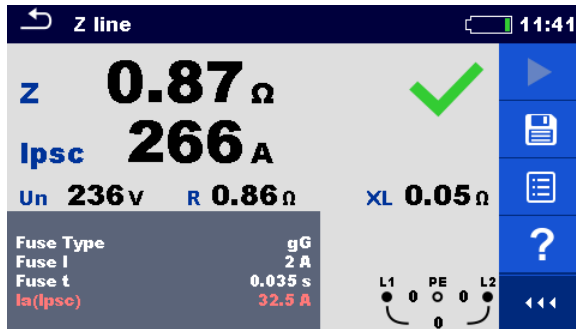 Z line 11:41
Z 0.87 Ω
Ipsc 266 A
Un 236 V R 0.86 Ω XL 0.05 Ω
Fuse Type gG
Fuse I 2 A
Fuse t 0.035 s
Ia(Ipsc) 32.5 A
L1 PE L2
0 0
0
?